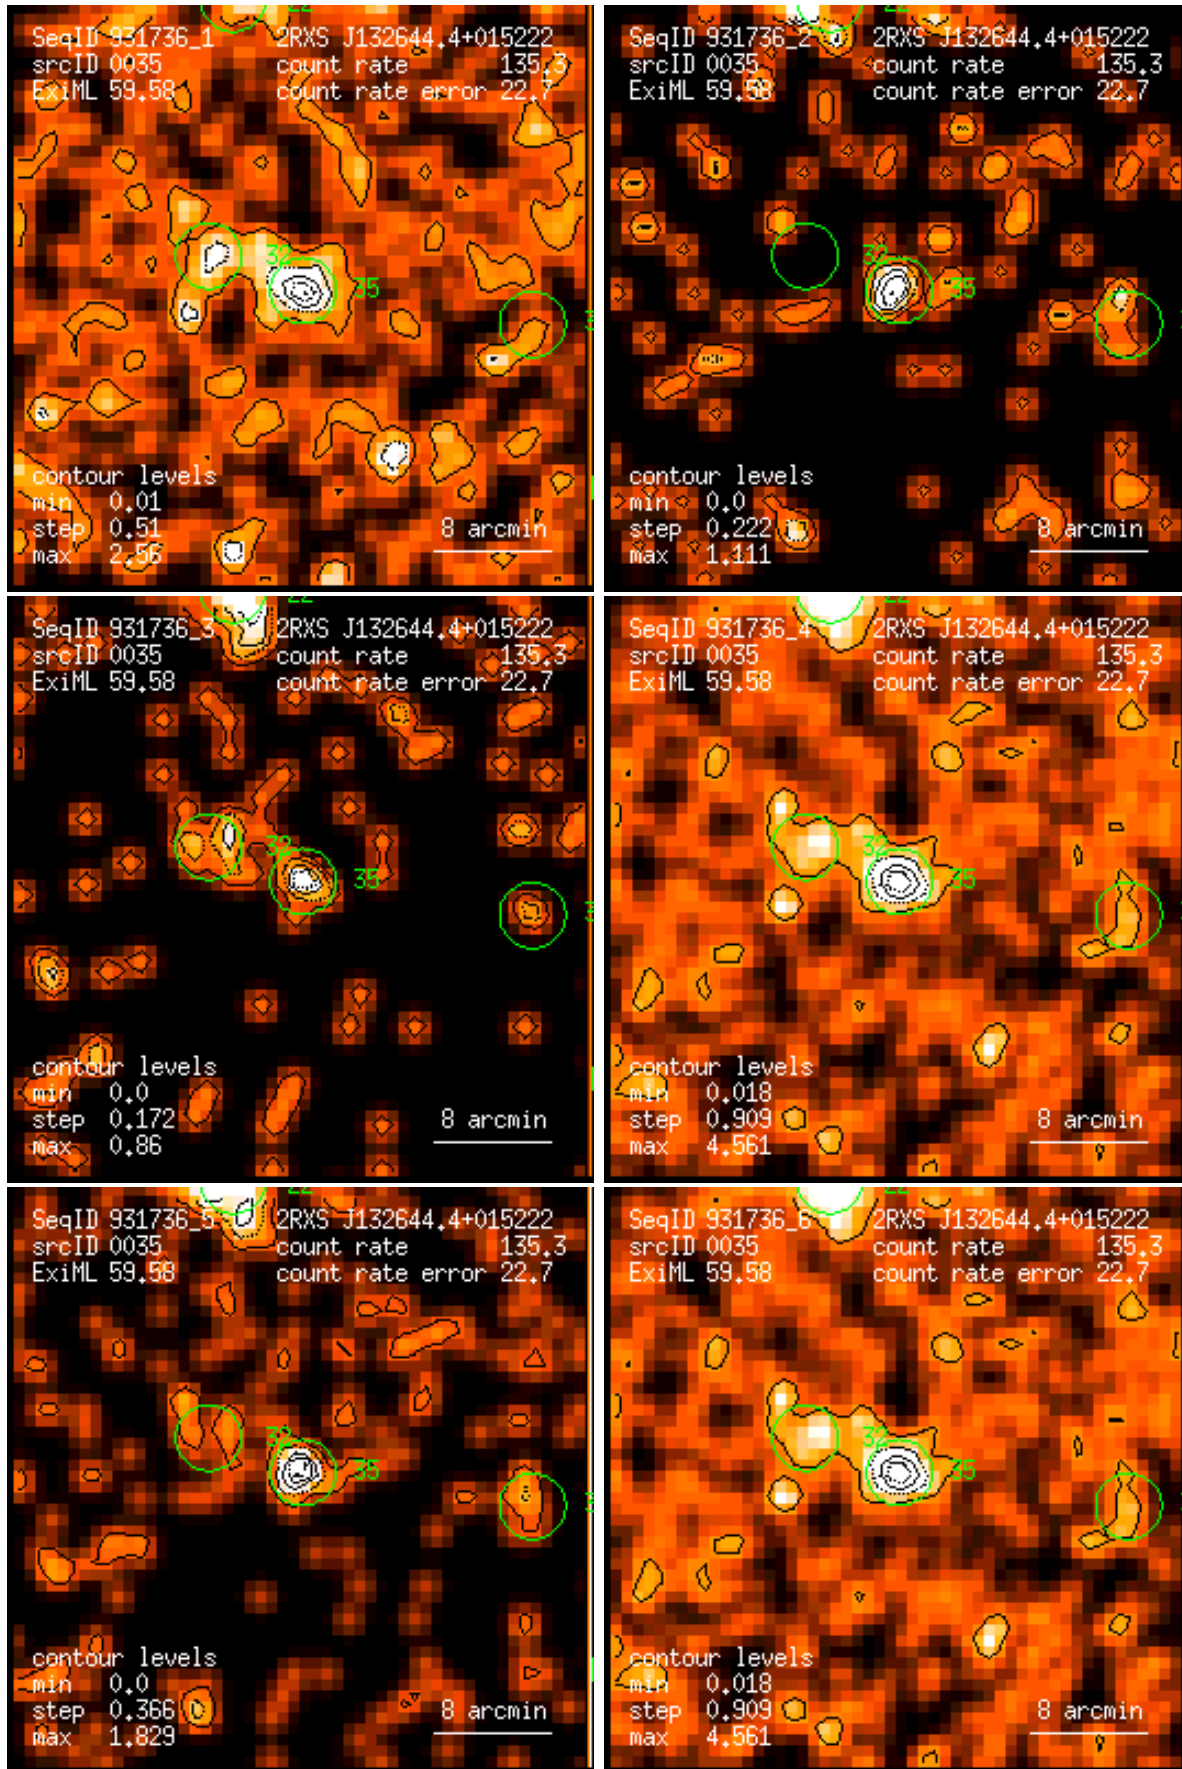 22
SeqID 931736_1 2RXS J132644.4+015222
srcID 0035 count rate 135.3
ExiML 59.58 count rate error 22.7
32
35
contour levels
min 0.01
step 0.51
max 2.56
8 arcmin
22
SeqID 931736_2 2RXS J132644.4+015222
srcID 0035 count rate 135.3
ExiML 59.58 count rate error 22.7
32
35
contour levels
min 0.0
step 0.222
max 1.111
8 arcmin
22
SeqID 931736_3 2RXS J132644.4+015222
srcID 0035 count rate 135.3
ExiML 59.58 count rate error 22.7
32
35
contour levels
min 0.0
step 0.172
max 0.86
8 arcmin
22
SeqID 931736_4 2RXS J132644.4+015222
srcID 0035 count rate 135.3
ExiML 59.58 count rate error 22.7
32
35
contour levels
min 0.018
step 0.909
max 4.561
8 arcmin
22
SeqID 931736_5 2RXS J132644.4+015222
srcID 0035 count rate 135.3
ExiML 59.58 count rate error 22.7
32
35
contour levels
min 0.0
step 0.366
max 1.829
8 arcmin
22
SeqID 931736_6 2RXS J132644.4+015222
srcID 0035 count rate 135.3
ExiML 59.58 count rate error 22.7
32
35
contour levels
min 0.018
step 0.909
max 4.561
8 arcmin